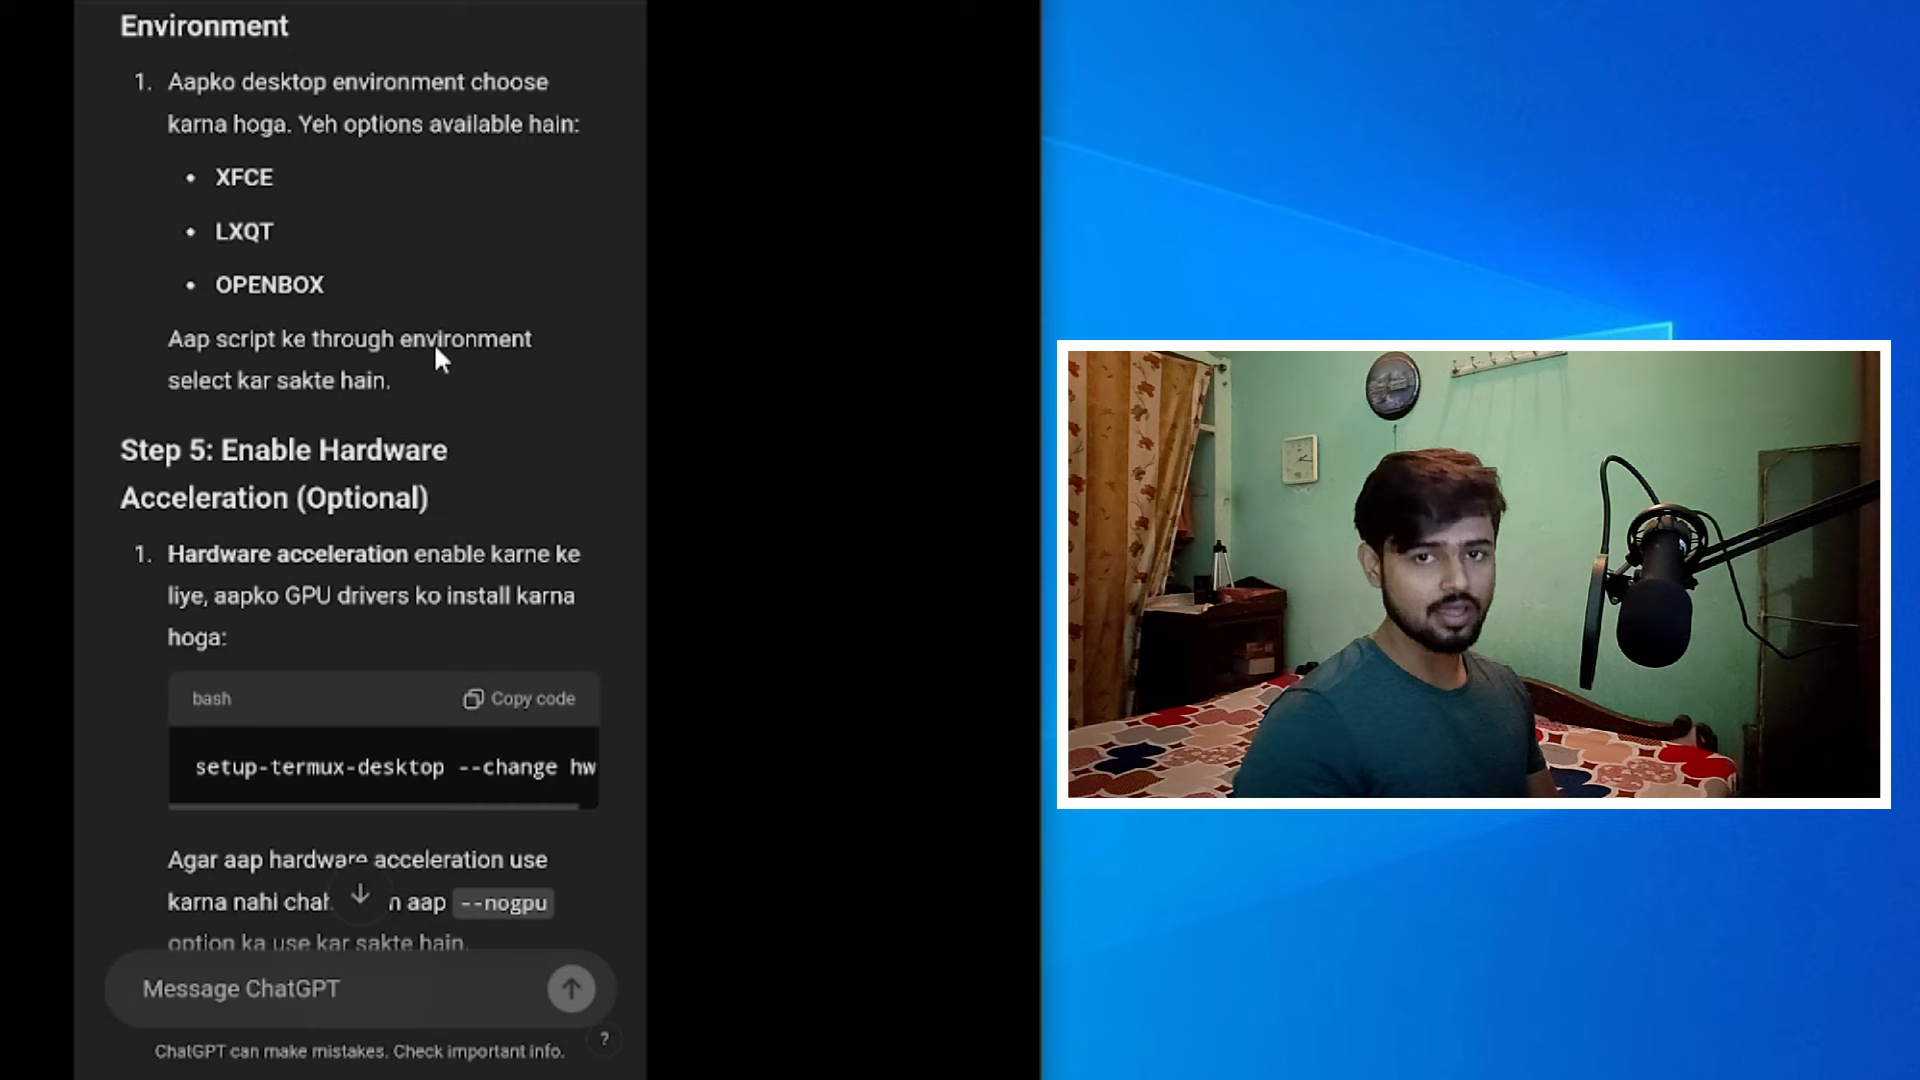 Environment
1. Aapko desktop environment choose
karna hoga. Yeh options available hain:
• XFCE
• LXQT
• OPENBOX
Aap script ke through environment
select kar sakte hain.
Step 5: Enable Hardware
Acceleration (Optional)
1. Hardware acceleration enable karne ke
liye, aapko GPU drivers ko install karna
hoga:
bash Copy code
setup-termux-desktop --change hw
Agar aap hardware acceleration use
karna nahi aap --nogpu
option ka use kar sakte hain.
Message ChatGPT
?
ChatGPT can make mistakes. Check important info.